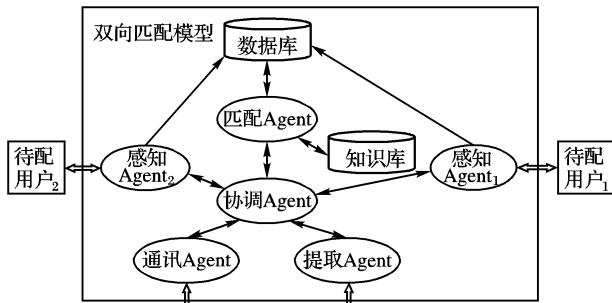 双向匹配模型
数据库
匹配Agent
知识库
待配
用户2
感知
Agent2
感知
Agent1
待配
用户1
协调Agent
通讯Agent
提取Agent